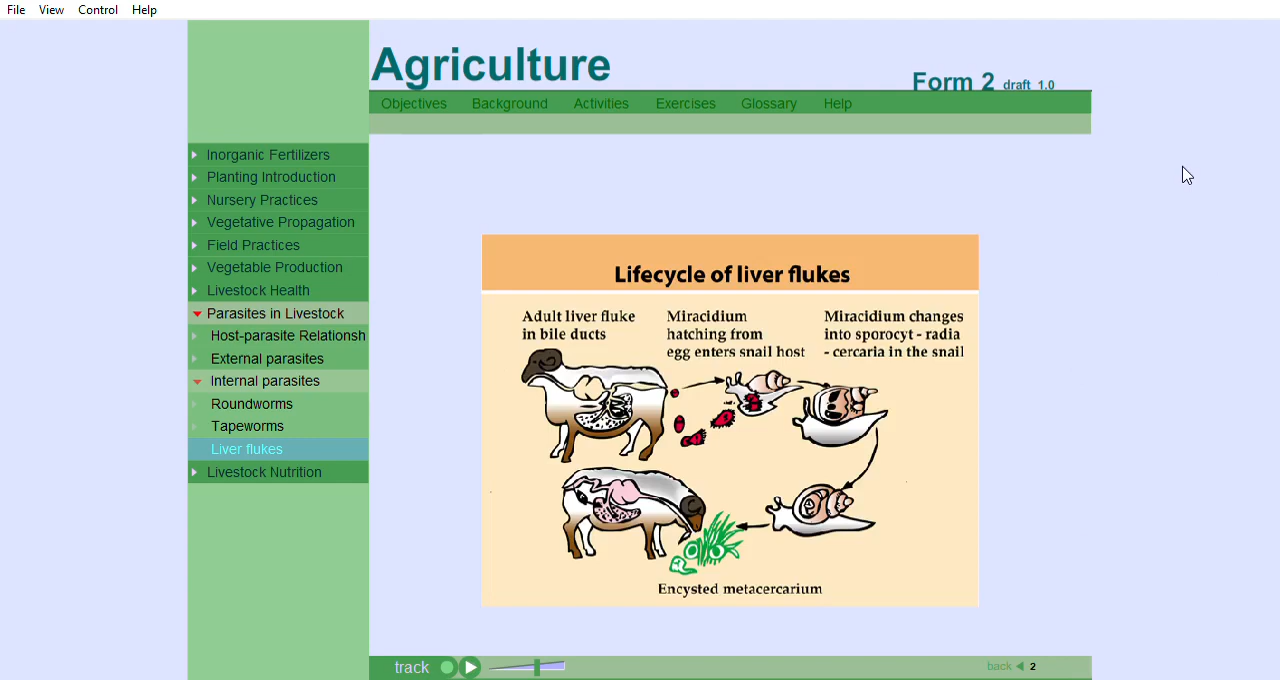 File View Control Help
Agriculture
Form 2 draft 1.0
Objectives Background Activities Exercises Glossary Help
Inorganic Fertilizers
Planting Introduction
Nursery Practices
Vegetative Propagation
Field Practices
Vegetable Production
Livestock Health
Parasites in Livestock
Host-parasite Relationsh
External parasites
Internal parasites
Roundworms
Tapeworms
Liver flukes
Livestock Nutrition
Lifecycle of liver flukes
Adult liver fluke
in bile ducts
Miracidium
hatching from
egg enters snail host
Miracidium changes
into sporocyt - radia
- cercaria in the snail
Encysted metacercarium
track
back 2